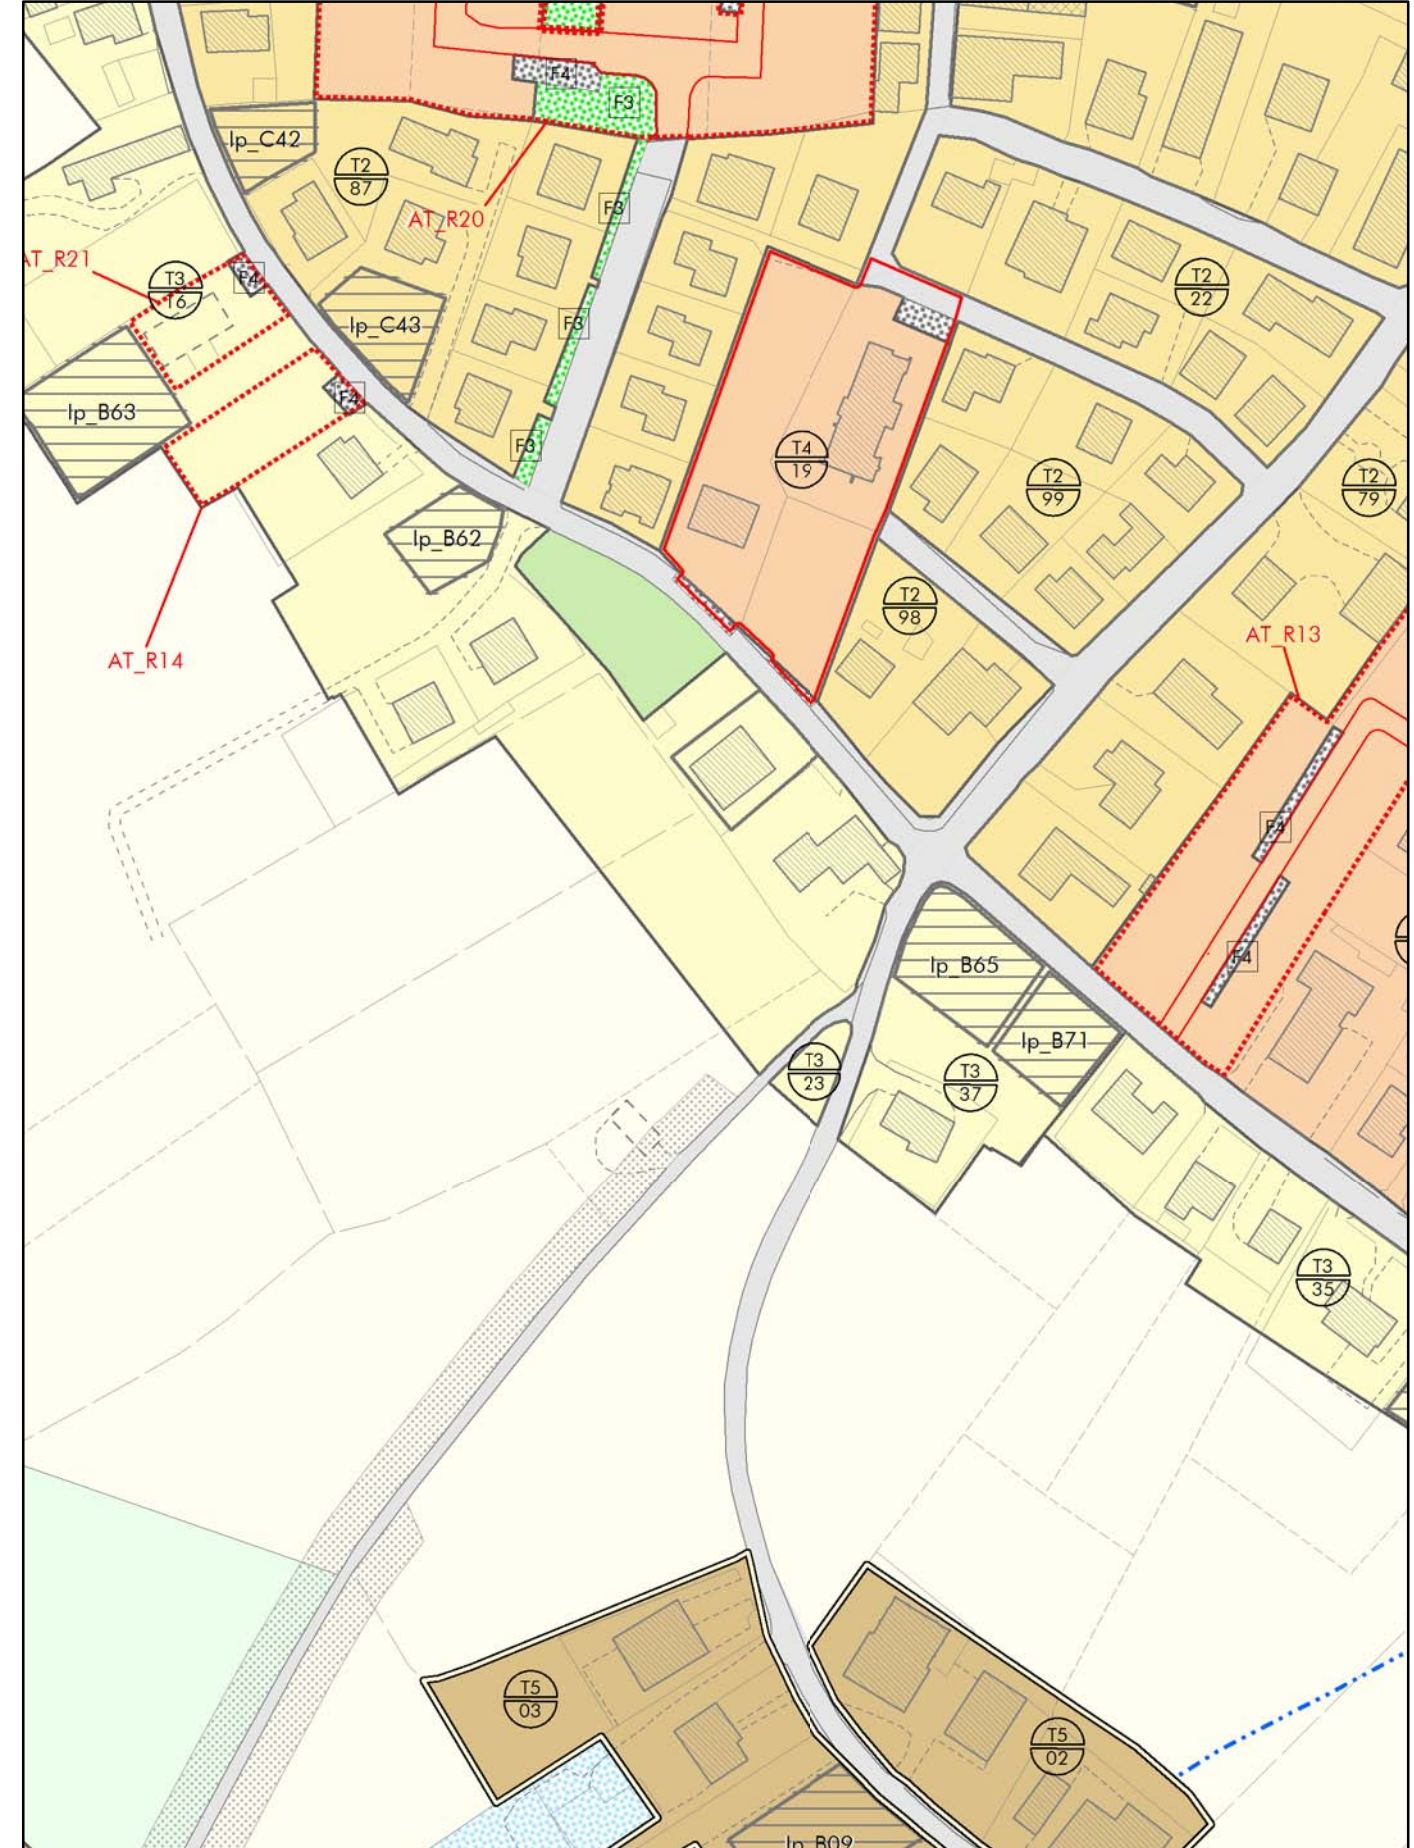 F4
F3
Ip_C42
T2
87
F3
AT_R20
AT_R21
T3
16
F4
T2
22
Ip_C43
F3
F4
Ip_B63
F3
T4
19
T2
99
T2
79
Ip_B62
T2
98
AT_R13
AT_R14
F4
F4
Ip_B65
Ip_B71
T3
23
T3
37
T3
35
T5
03
T5
02
Ip_B09